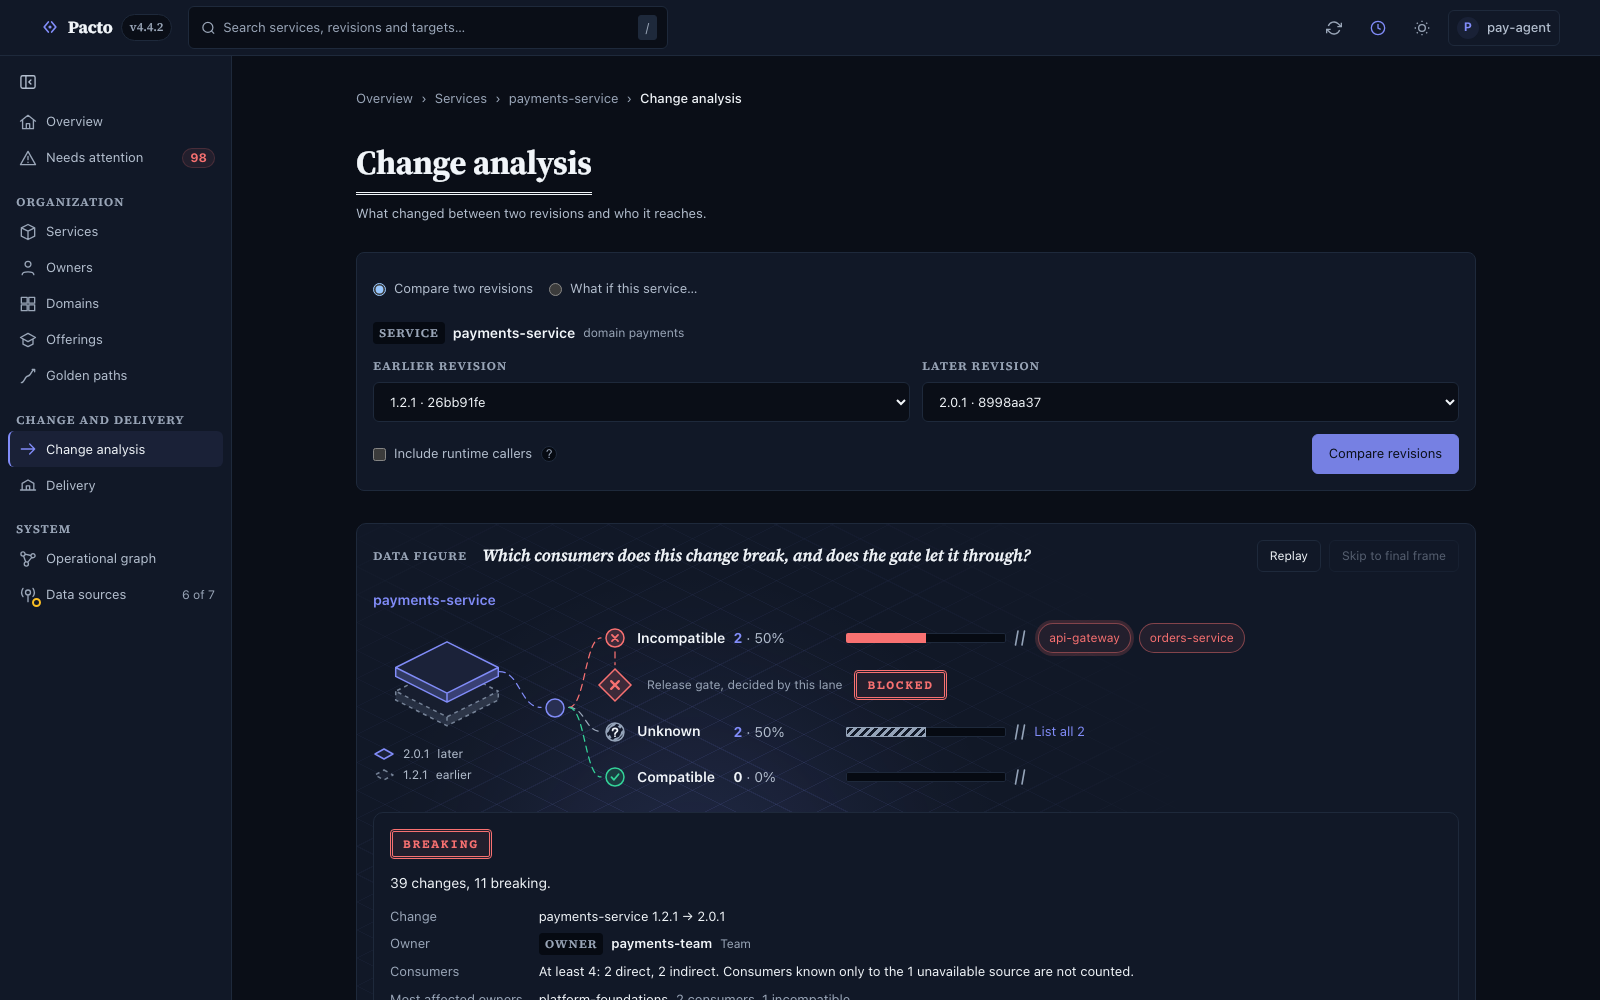 Pacto v4.4.2
Search services, revisions and targets... /
P pay-agent
Overview
Needs attention 98
ORGANIZATION
Services
Owners
Domains
Offerings
Golden paths
CHANGE AND DELIVERY
Change analysis
Delivery
SYSTEM
Operational graph
Data sources 6 of 7
Overview › Services › payments-service › Change analysis
Change analysis
What changed between two revisions and who it reaches.
Compare two revisions What if this service...
SERVICE payments-service domain payments
EARLIER REVISION LATER REVISION
1.2.1 · 26bb91fe 2.0.1 · 8998aa37
Include runtime callers ? Compare revisions
DATA FIGURE Which consumers does this change break, and does the gate let it through? Replay Skip to final frame
payments-service
Incompatible 2 · 50% // api-gateway orders-service
Release gate, decided by this lane BLOCKED
? Unknown 2 · 50% // List all 2
2.0.1 later
1.2.1 earlier
Compatible 0 · 0% //
BREAKING
39 changes, 11 breaking.
Change payments-service 1.2.1 → 2.0.1
Owner OWNER payments-team Team
Consumers At least 4: 2 direct, 2 indirect. Consumers known only to the 1 unavailable source are not counted.
Most affected owners platform-foundations 2 consumers, 1 incompatible